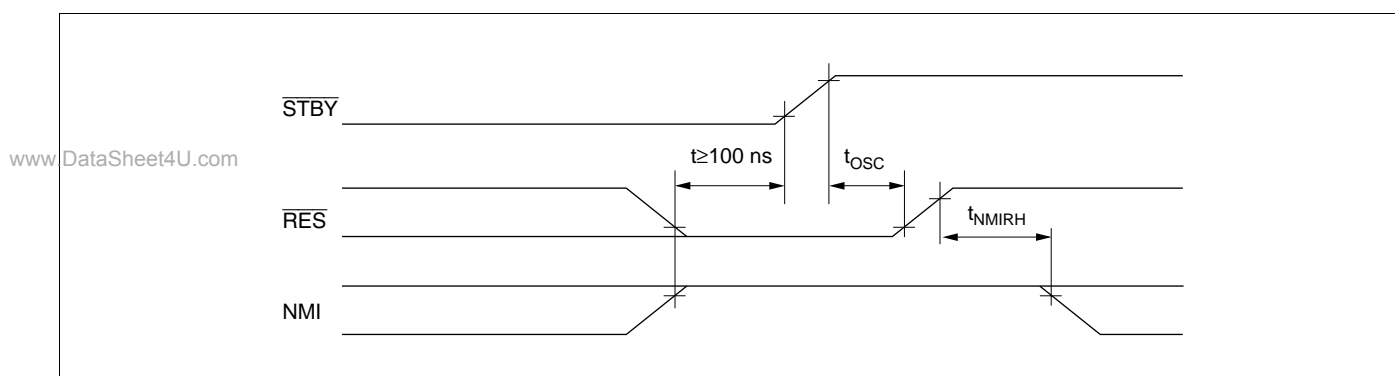 STBY
www.DataSheet4U.com
t≥100 ns
tOSC
RES
tNMIRH
NMI